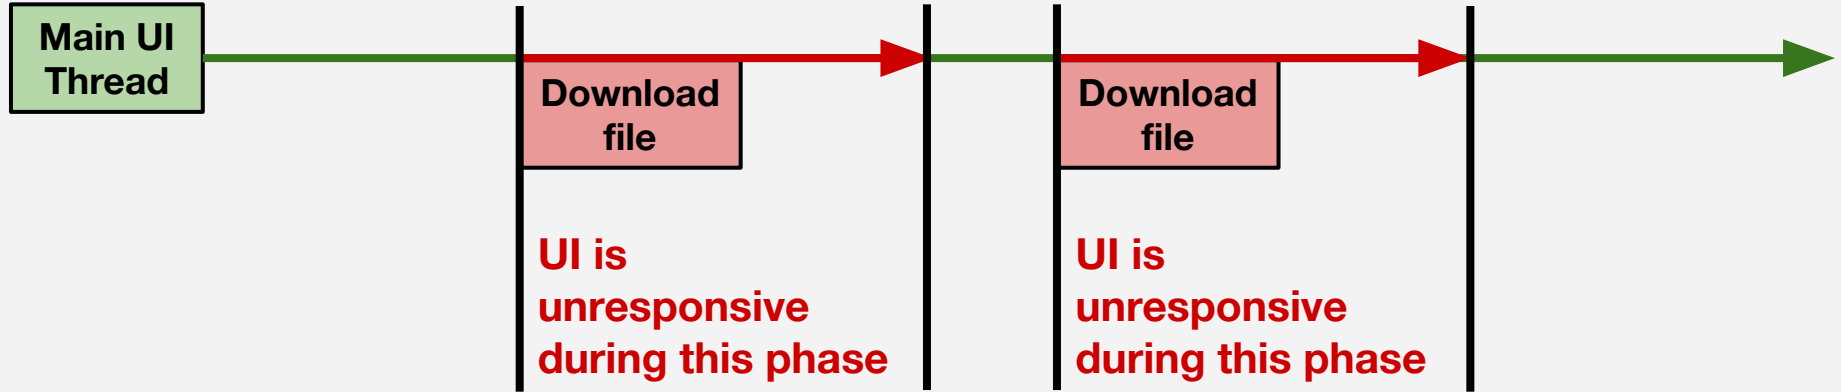 Main UI
Thread
Download
file
Download
file
UI is
unresponsive
during this phase
UI is
unresponsive
during this phase